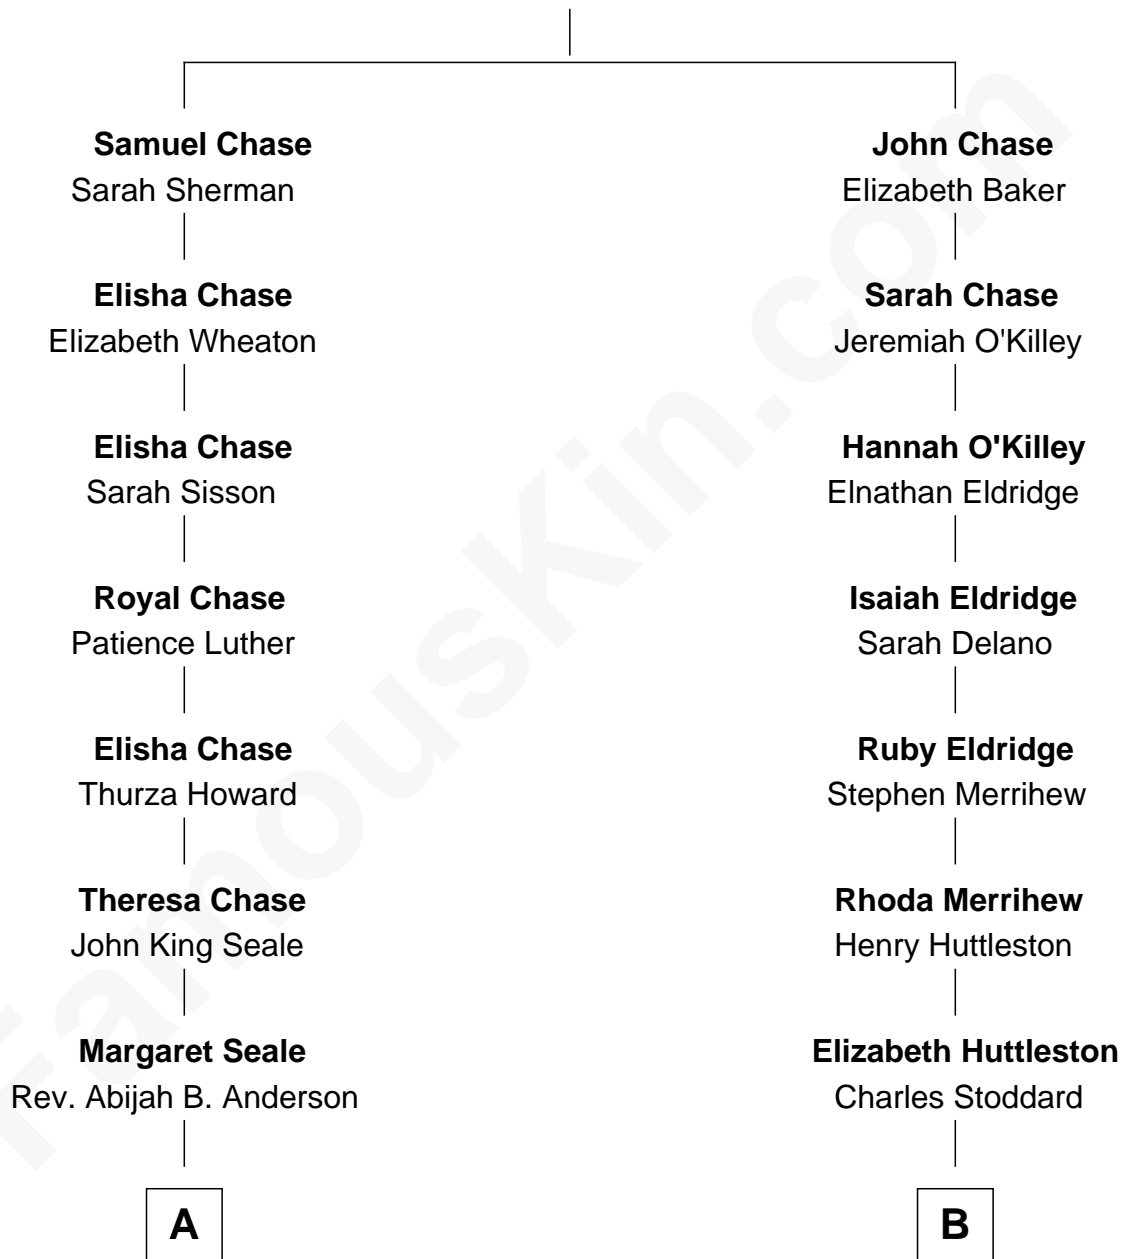 Samuel Chase
Sarah Sherman
Elisha Chase
Elizabeth Wheaton
Elisha Chase
Sarah Sisson
Royal Chase
Patience Luther
Elisha Chase
Thurza Howard
Theresa Chase
John King Seale
Margaret Seale
Rev. Abijah B. Anderson
A
John Chase
Elizabeth Baker
Sarah Chase
Jeremiah O'Killey
Hannah O'Killey
Elnathan Eldridge
Isaiah Eldridge
Sarah Delano
Ruby Eldridge
Stephen Merrihew
Rhoda Merrihew
Henry Huttleston
Elizabeth Huttleston
Charles Stoddard
B
FamousKin.com